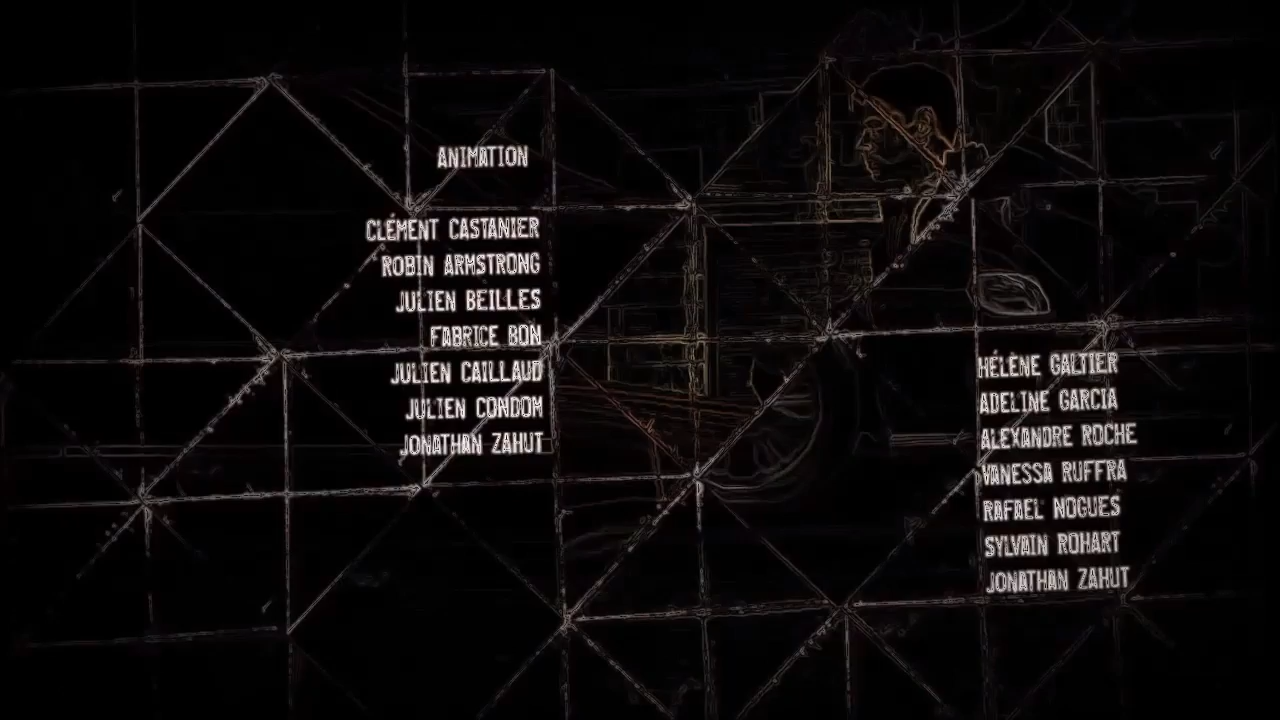 ANIMATION
CLÉMENT CASTANIER
ROBIN ARMSTRONG
JULIEN BEILLES
FABRICE BON
JULIEN CAILLAUD
JULIEN CONDOM
JONATHAN ZAHUT
HÉLÈNE GALTIER
ADELINE GARCIA
ALEXANDRE ROCHE
VANESSA RUFFRA
RAFAEL NOGUES
SYLVAIN ROHART
JONATHAN ZAHUT